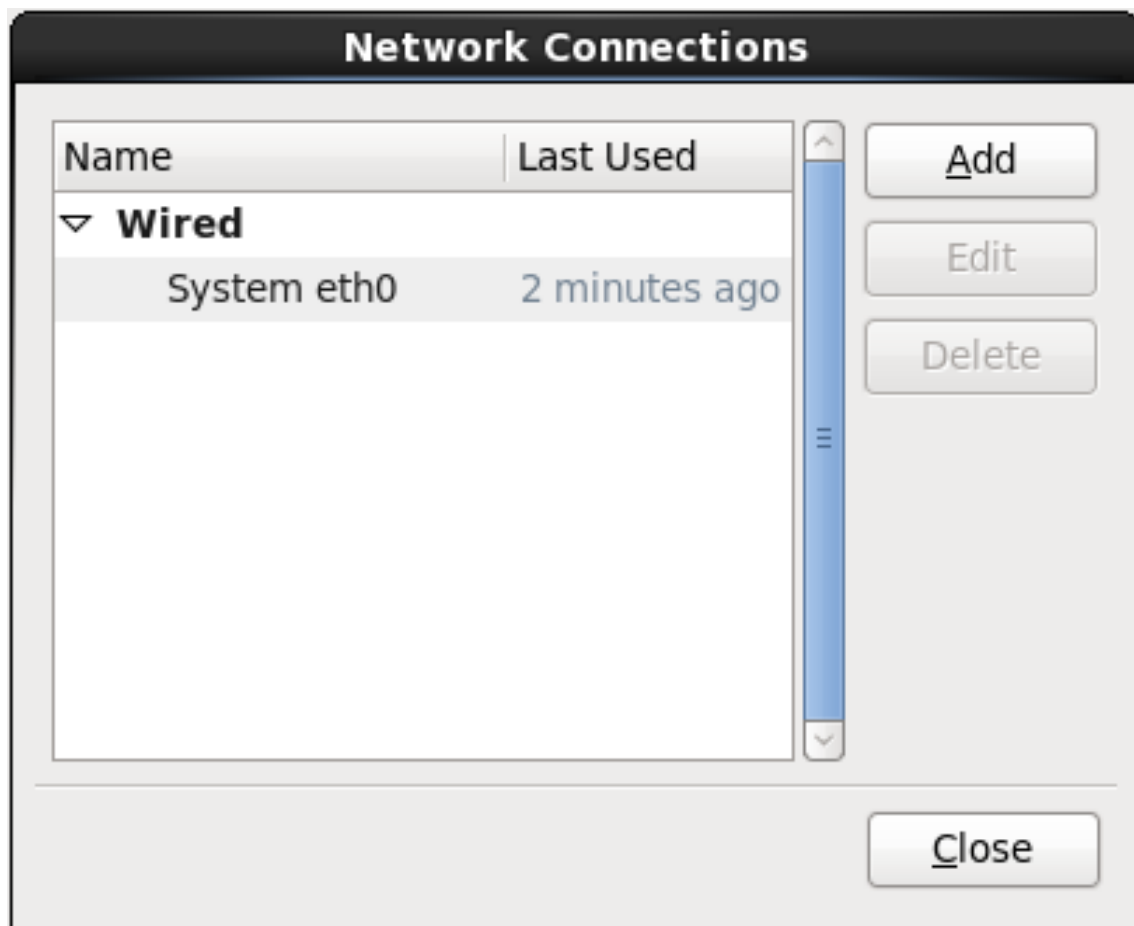 Network Connections
Name Last Used
Wired
System eth0 2 minutes ago
Add
Edit
Delete
Close